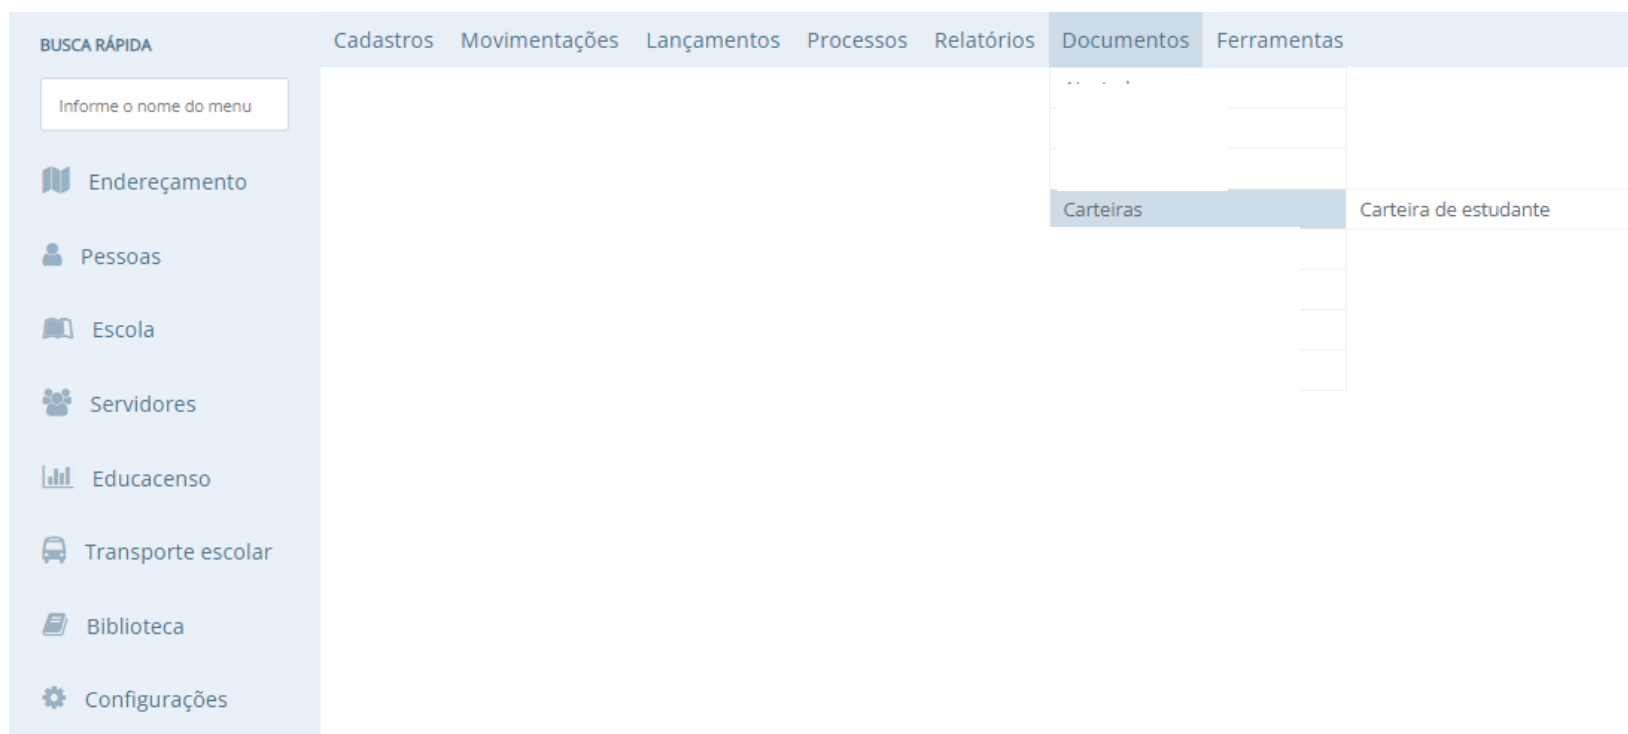 BUSCA RÁPIDA
Informe o nome do menu
Endereçamento
Pessoas
Escola
Servidores
Educacenso
Transporte escolar
Biblioteca
Configurações
Cadastros Movimentações Lançamentos Processos Relatórios Documentos Ferramentas
Carteiras
Carteira de estudante